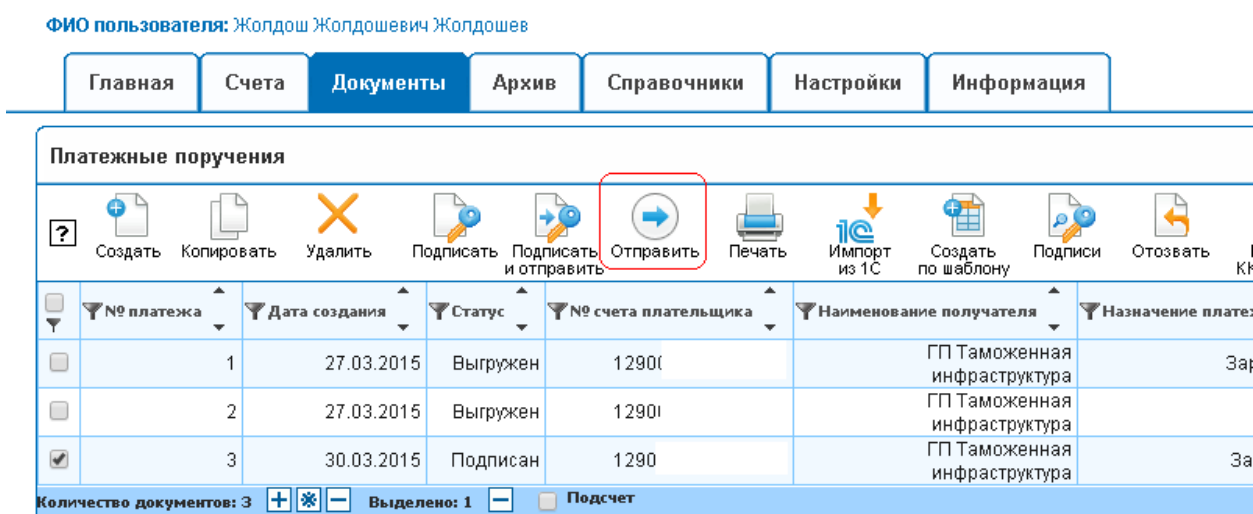 ФИО пользователя: Жолдош Жолдошевич Жолдошев
Главная Счета Документы Архив Справочники Настройки Информация
Платежные поручения
? Создать Копировать Удалить Подписать Подписать Отправить Печать Импорт Создать Подписи Отозвать
и отправить из 1С по шаблону
№ платежа Дата создания Статус № счета плательщика Наименование получателя Назначение
1 27.03.2015 Выгружен 1290 ГП Таможенная
инфраструктура
2 27.03.2015 Выгружен 1290 ГП Таможенная
инфраструктура
3 30.03.2015 Подписан 1290 ГП Таможенная
инфраструктура
Количество документов: 3 Выделено: 1 Подсчет